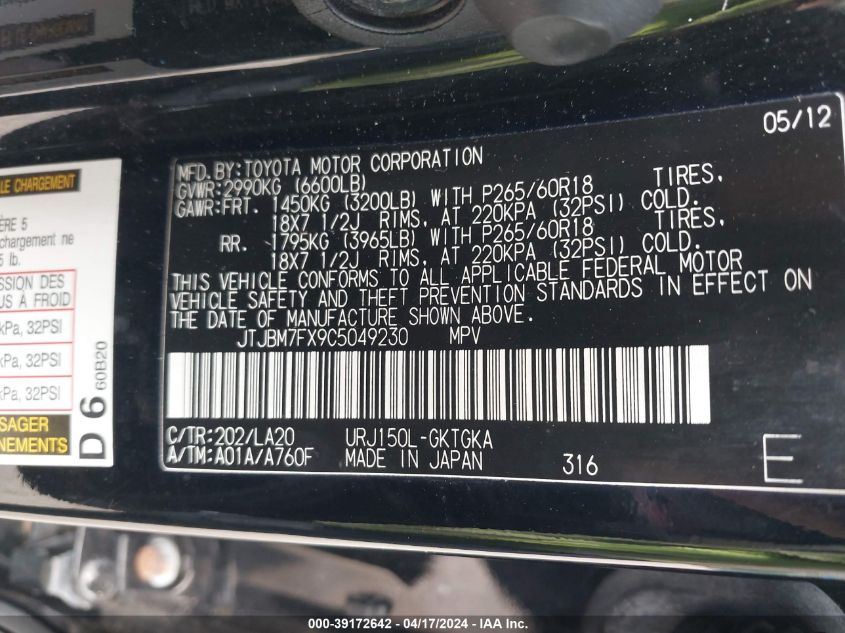 05/12
MFD. BY: TOYOTA MOTOR CORPORATION
GVWR: 2990KG (6600LB)
GAWR: FRT. 1450KG (3200LB) WITH P265/60R18 TIRES,
18X7 1/2J RIMS, AT 220KPA (32PSI) COLD.
RR. 1795KG (3965LB) WITH P265/60R18 TIRES,
18X7 1/2J RIMS, AT 220KPA (32PSI) COLD.
THIS VEHICLE CONFORMS TO ALL APPLICABLE FEDERAL MOTOR
VEHICLE SAFETY AND THEFT PREVENTION STANDARDS IN EFFECT ON
THE DATE OF MANUFACTURE SHOWN ABOVE.
JTJBM7FX9C5049230 MPV
C/TR: 202/LA20 URJ150L-GKTGKA
A/TM: A01A/A760F MADE IN JAPAN 316 E
LE CHARGEMENT
ÈRE 5
chargement ne
5 lb.
SSION DES
US À FROID
kPa, 32PSI
kPa, 32PSI
kPa, 32PSI
SAGER
NEMENTS
D6 60B20
000-39172642 - 04/17/2024 - IAA Inc.